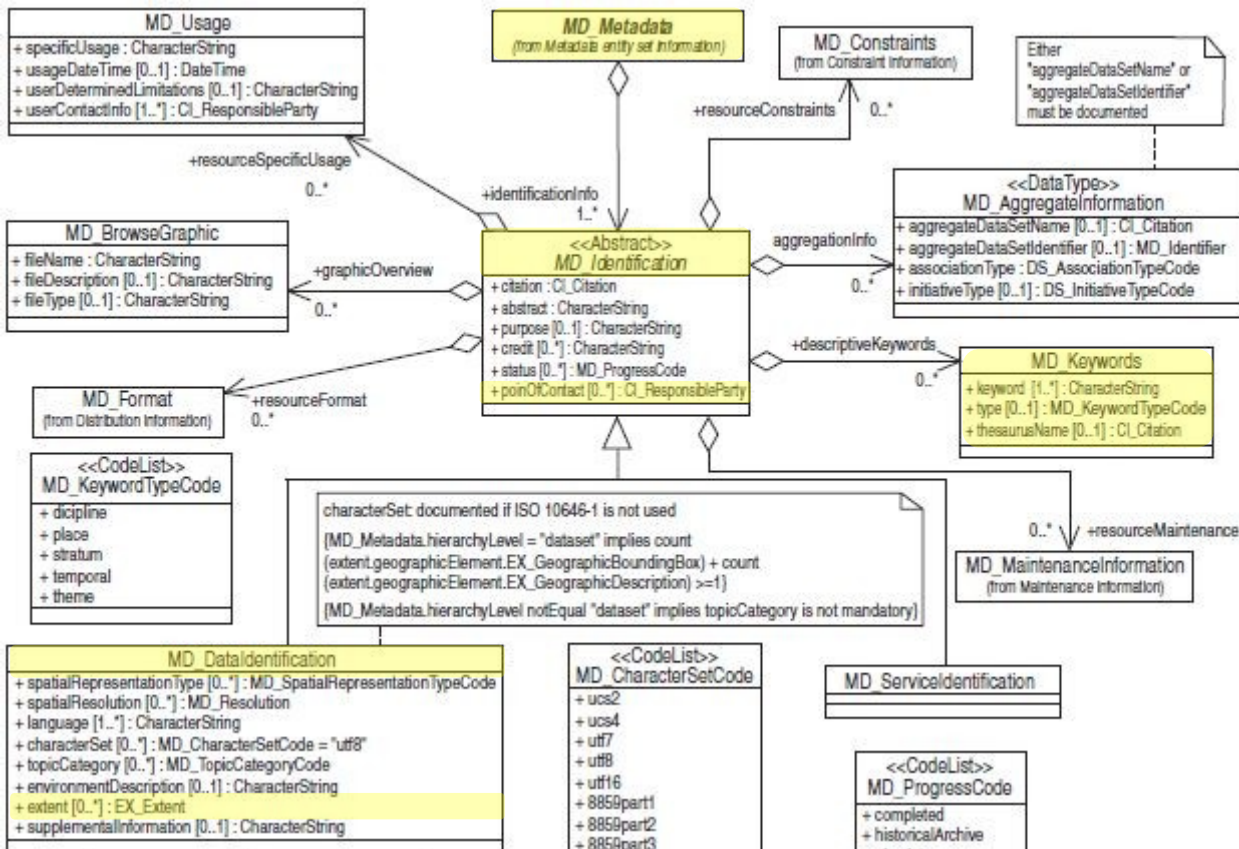 MD_Usage
+ specificUsage : CharacterString
+ usageDateTime [0..1] : DateTime
+ userDeterminedLimitations [0..1] : CharacterString
+ userContactInfo [1..*] : CI_ResponsibleParty
MD_Metadata
(from Metadata entity set information)
MD_Constraints
(from Constraint Information)
Either
"aggregateDataSetName" or
"aggregateDataSetIdentifier"
must be documented
+resourceConstraints
0..*
+resourceSpecificUsage
0..*
+identificationInfo
1..*
<<DataType>>
MD_AggregateInformation
+ aggregateDataSetName [0..1] : CI_Citation
+ aggregateDataSetIdentifier [0..1] : MD_Identifier
+ associationType : DS_AssociationTypeCode
+ initiativeType [0..1] : DS_InitiativeTypeCode
aggregationInfo
0..*
MD_BrowseGraphic
+ fileName : CharacterString
+ fileDescription [0..1] : CharacterString
+ fileType [0..1] : CharacterString
+graphicOverview
0..*
<<Abstract>>
MD_Identification
+ citation : CI_Citation
+ abstract : CharacterString
+ purpose [0..1] : CharacterString
+ credit [0..*] : CharacterString
+ status [0..*] : MD_ProgressCode
+ poinOfContact [0..*] : CI_ResponsibleParty
+descriptiveKeywords
0..*
MD_Keywords
+ keyword [1..*] : CharacterString
+ type [0..1] : MD_KeywordTypeCode
+ thesaurusName [0..1] : CI_Citation
MD_Format
(from Distribution Information)
+resourceFormat
0..*
<<CodeList>>
MD_KeywordTypeCode
+ dicipline
+ place
+ stratum
+ temporal
+ theme
characterSet: documented if ISO 10646-1 is not used
{MD_Metadata.hierarchyLevel = "dataset" implies count
(extent.geographicElement.EX_GeographicBoundingBox) + count
(extent.geographicElement.EX_GeographicDescription) >=1}
{MD_Metadata.hierarchyLevel notEqual "dataset" implies topicCategory is not mandatory}
0..*
+resourceMaintenance
MD_MaintenanceInformation
(from Maintenance Information)
MD_DataIdentification
+ spatialRepresentationType [0..*] : MD_SpatialRepresentationTypeCode
+ spatialResolution [0..*] : MD_Resolution
+ language [1..*] : CharacterString
+ characterSet [0..*] : MD_CharacterSetCode = "utf8"
+ topicCategory [0..*] : MD_TopicCategoryCode
+ environmentDescription [0..1] : CharacterString
+ extent [0..*] : EX_Extent
+ supplementalInformation [0..1] : CharacterString
<<CodeList>>
MD_CharacterSetCode
+ ucs2
+ ucs4
+ utf7
+ utf8
+ utf16
+ 8859part1
+ 8859part2
+ 8859part3
MD_ServiceIdentification
<<CodeList>>
MD_ProgressCode
+ completed
+ historicalArchive